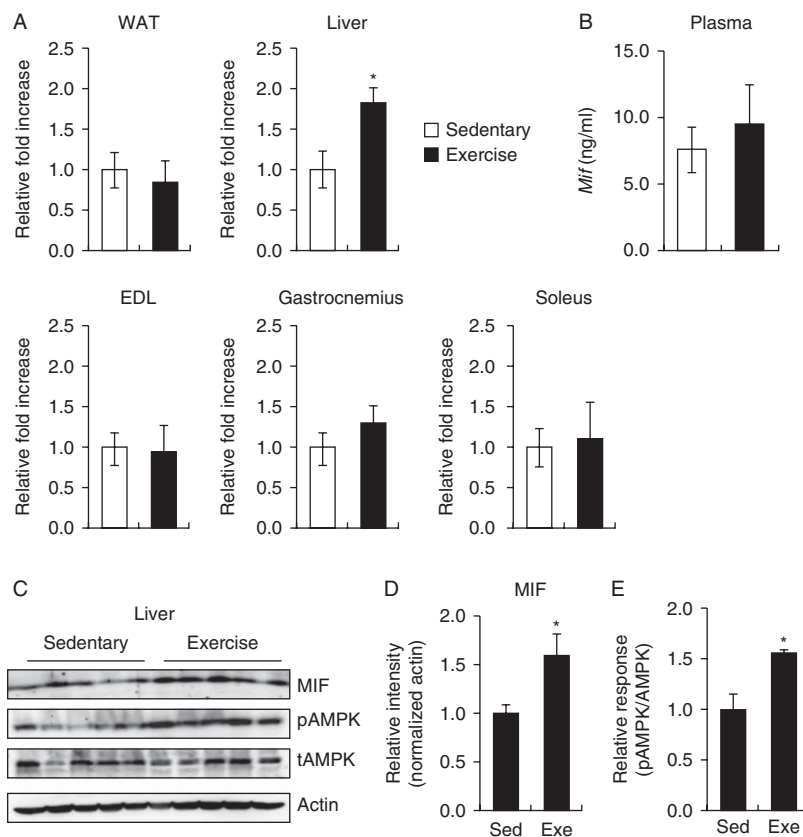 A
WAT
Relative fold increase
2.5
2.0
1.5
1.0
0.5
0.0
Liver
Relative fold increase
2.5
2.0
1.5
1.0
0.5
0.0
*
Sedentary
Exercise
B
Plasma
Mif (ng/ml)
15.0
10.0
5.0
0.0
EDL
Relative fold increase
2.5
2.0
1.5
1.0
0.5
0.0
Gastrocnemius
Relative fold increase
2.5
2.0
1.5
1.0
0.5
0.0
Soleus
Relative fold increase
2.5
2.0
1.5
1.0
0.5
0.0
C
Liver
Sedentary Exercise
MIF
pAMPK
tAMPK
Actin
D
MIF
Relative intensity
(normalized actin)
2.0
1.5
1.0
0.5
0.0
*
Sed Exe
E
Relative response
(pAMPK/AMPK)
2.0
1.5
1.0
0.5
0.0
*
Sed Exe